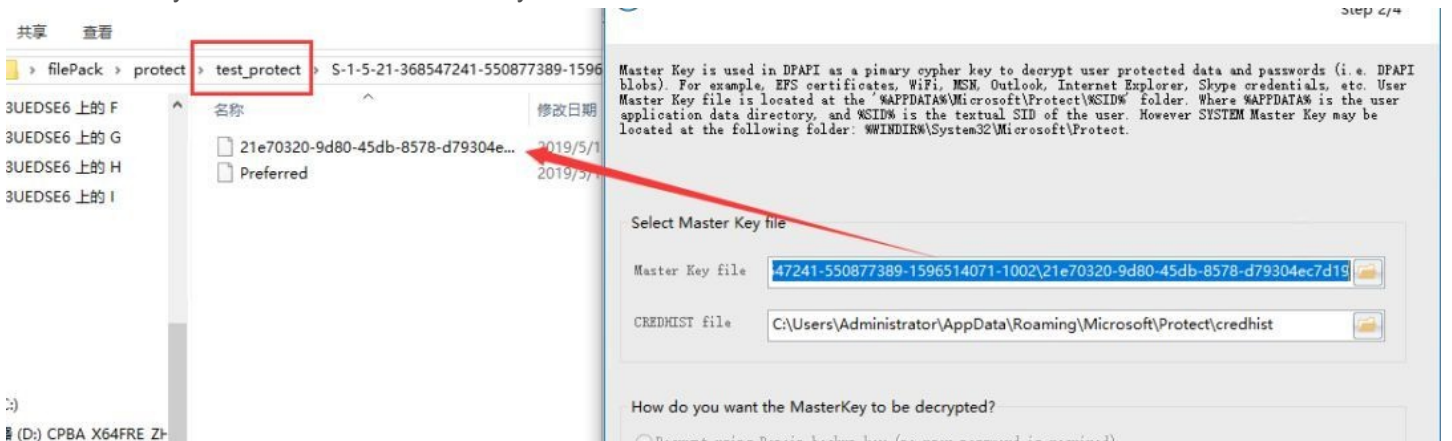 Step 2/4
共享 查看
filePack › protect › test_protect › S-1-5-21-368547241-550877389-1596
3UEDSE6 上的 F
3UEDSE6 上的 G
3UEDSE6 上的 H
3UEDSE6 上的 I
名称 修改日期
21e70320-9d80-45db-8578-d79304e... 2019/5/1
Preferred 2019/5/1
:)
(D:) CPBA X64FRE ZH
Master Key is used in DPAPI as a pimary cypher key to decrypt user protected data and passwords (i.e. DPAPI
blobs). For example, EFS certificates, WiFi, MSN, Outlook, Internet Explorer, Skype credentials, etc. User
Master Key file is located at the '%APPDATA%\Microsoft\Protect\%SID%' folder. Where %APPDATA% is the user
application data directory, and %SID% is the textual SID of the user. However SYSTEM Master Key may be
located at the following folder: %WINDIR%\System32\Microsoft\Protect.
Select Master Key file
Master Key file 47241-550877389-1596514071-1002\21e70320-9d80-45db-8578-d79304ec7d19
CREDHIST file C:\Users\Administrator\AppData\Roaming\Microsoft\Protect\credhist
How do you want the MasterKey to be decrypted?